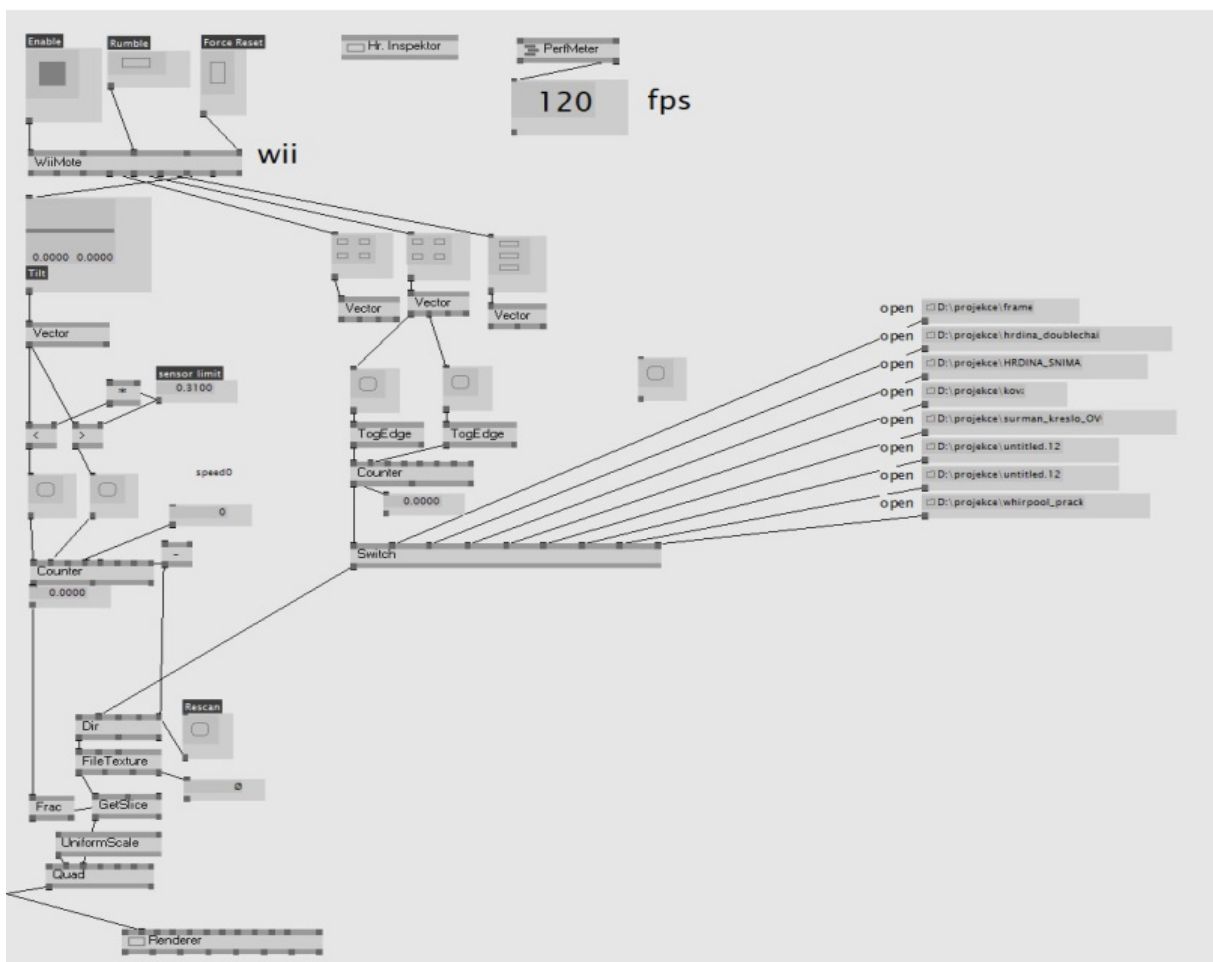 Enable
Rumble
Force Reset
Hr. Inspektor
PerfMeter
120
fps
WiiMote
wii
0.0000 0.0000
Tilt
Vector
Vector
Vector
Vector
open D:\projekce\frame
open D:\projekce\hrdina_doublechai
open D:\projekce\HRDINA_SNIMA
open D:\projekce\kova
open D:\projekce\surman_kreslo_OV
open D:\projekce\untitled.12
open D:\projekce\untitled.12
open D:\projekce\whirpool_prack
sensor limit
0.3100
*
<
>
TogEdge
TogEdge
Counter
0.0000
speed0
0
-
Switch
Counter
0.0000
Rescan
Dir
FileTexture
Ø
Frac
GetSlice
UniformScale
Quad
Renderer